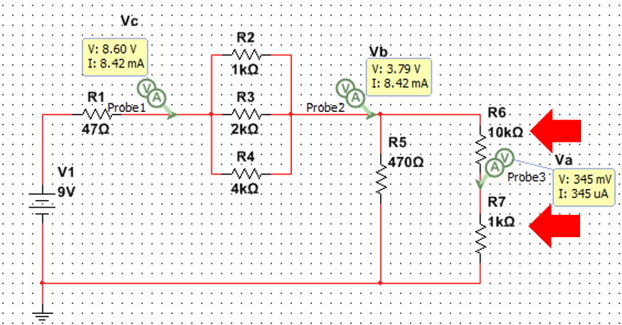 Vc
V: 8.60 V
I: 8.42 mA
R2
1kΩ
Vb
V: 3.79 V
I: 8.42 mA
V
A
V
A
R1
Probe1
47Ω
R3
2kΩ
Probe2
R6
10kΩ
R4
4kΩ
R5
470Ω
A
V
Va
Probe3
V: 345 mV
I: 345 uA
V1
9V
R7
1kΩ